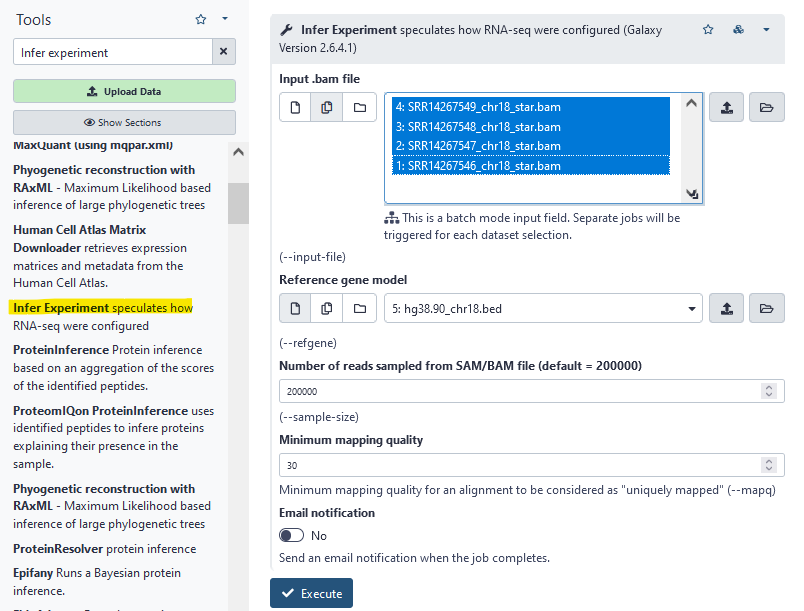 Tools
Infer experiment
Upload Data
Show Sections
MaxQuant (using mqpar.xml)
Phyogenetic reconstruction with
RAxML - Maximum Likelihood based
inference of large phylogenetic trees
Human Cell Atlas Matrix
Downloader retrieves expression
matrices and metadata from the
Human Cell Atlas.
Infer Experiment speculates how
RNA-seq were configured
ProteinInference Protein inference
based on an aggregation of the scores
of the identified peptides.
ProteomIQon ProteinInference uses
identified peptides to infere proteins
explaining their presence in the
sample.
Phyogenetic reconstruction with
RAxML - Maximum Likelihood based
inference of large phylogenetic trees
ProteinResolver protein inference
Epifany Runs a Bayesian protein
inference.
Infer Experiment speculates how RNA-seq were configured (Galaxy
Version 2.6.4.1)
Input .bam file
4: SRR14267549_chr18_star.bam
3: SRR14267548_chr18_star.bam
2: SRR14267547_chr18_star.bam
1: SRR14267546_chr18_star.bam
This is a batch mode input field. Separate jobs will be
triggered for each dataset selection.
(--input-file)
Reference gene model
5: hg38.90_chr18.bed
(--refgene)
Number of reads sampled from SAM/BAM file (default = 200000)
200000
(--sample-size)
Minimum mapping quality
30
Minimum mapping quality for an alignment to be considered as "uniquely mapped" (--mapq)
Email notification
No
Send an email notification when the job completes.
Execute